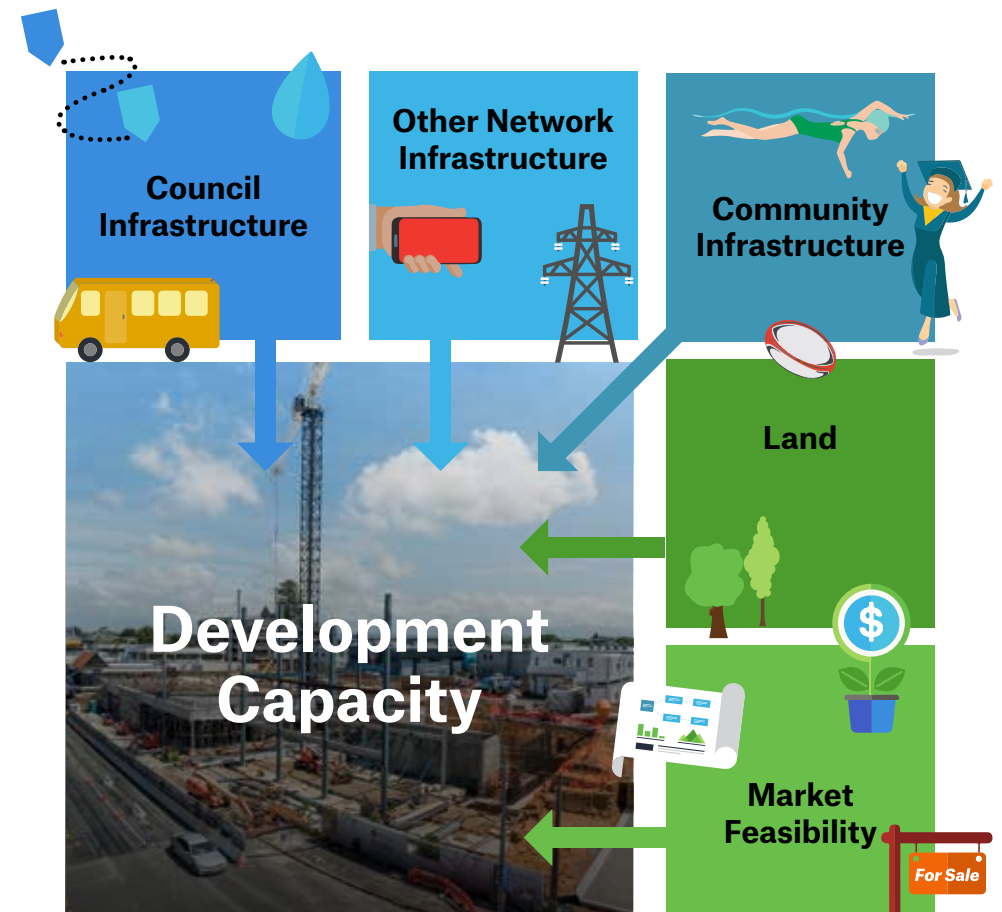 Council
Infrastructure
Other Network
Infrastructure
Community
Infrastructure
Land
Development
Capacity
$
Market
Feasibility
For Sale